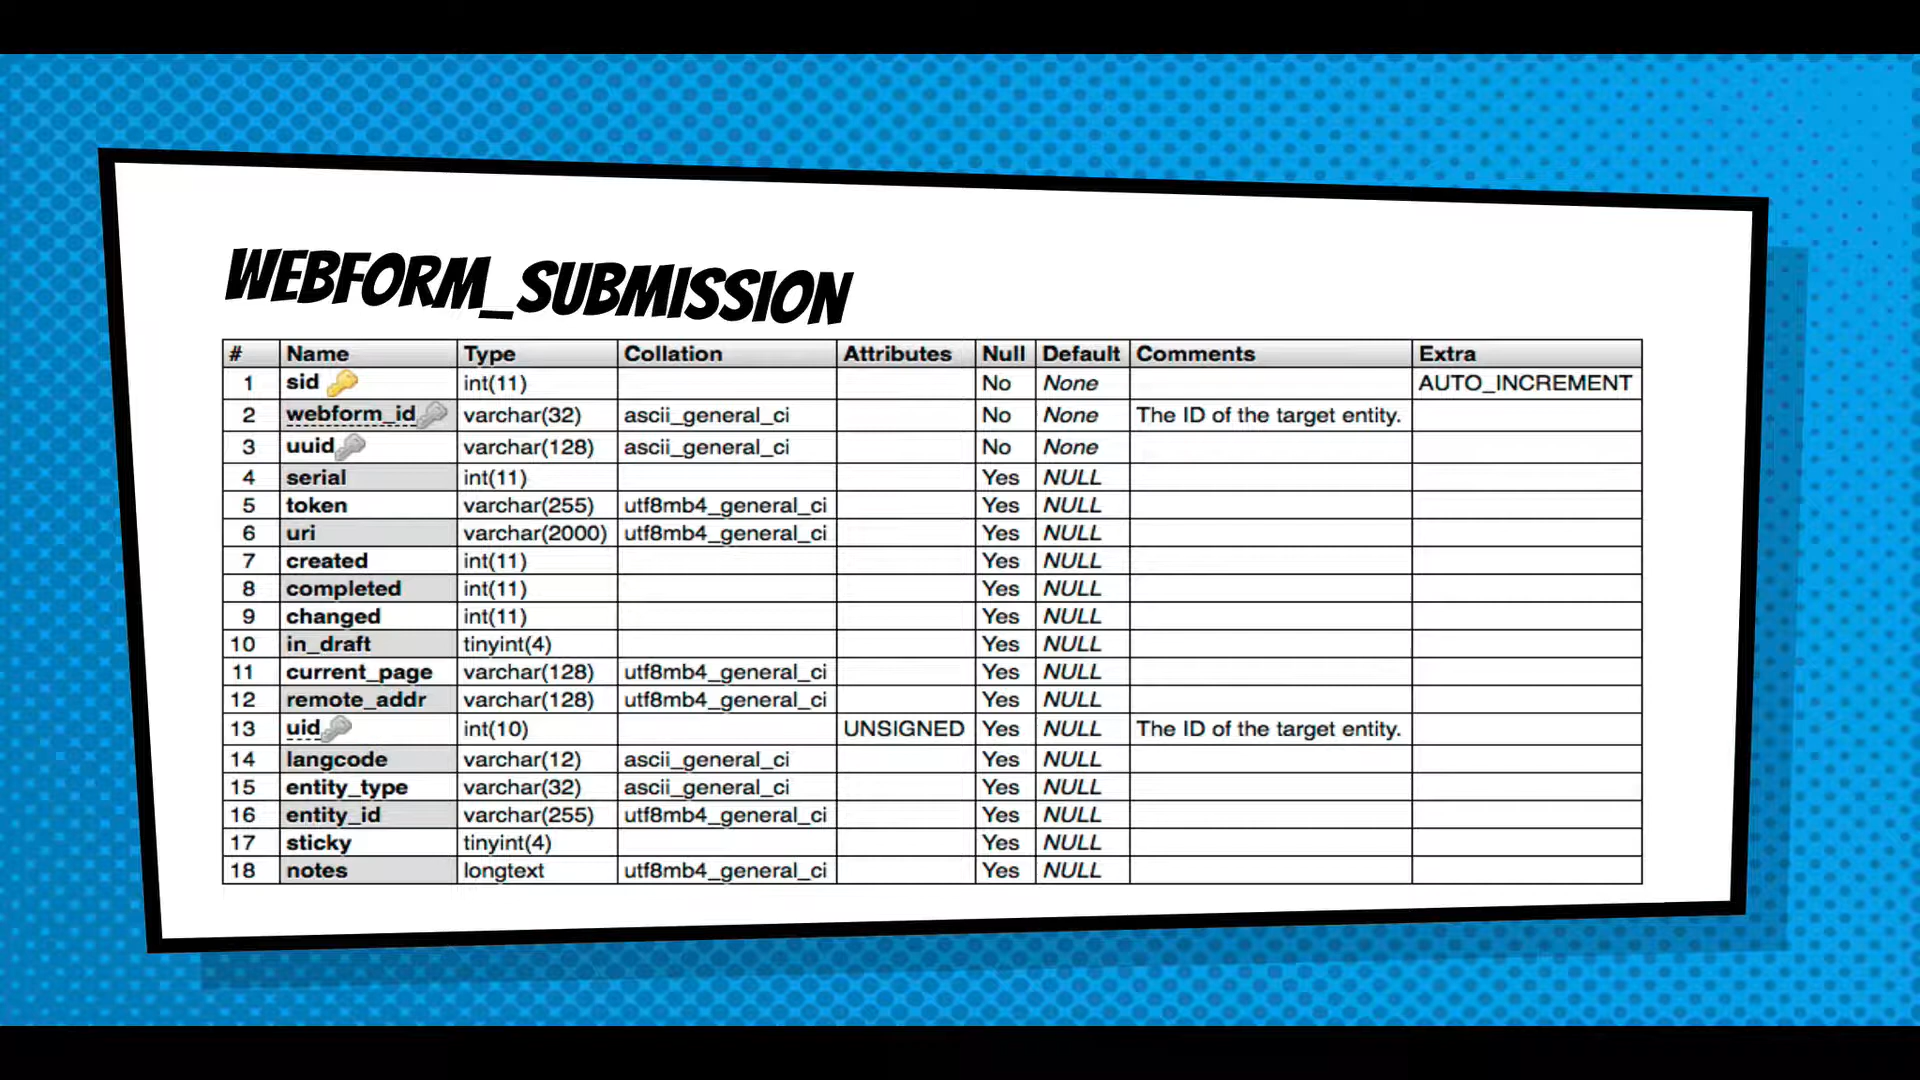 WEBFORM_SUBMISSION
# Name Type Collation Attributes Null Default Comments Extra
1 sid int(11) No None AUTO_INCREMENT
2 webform_id varchar(32) ascii_general_ci No None The ID of the target entity.
3 uuid varchar(128) ascii_general_ci No None
4 serial int(11) Yes NULL
5 token varchar(255) utf8mb4_general_ci Yes NULL
6 uri varchar(2000) utf8mb4_general_ci Yes NULL
7 created int(11) Yes NULL
8 completed int(11) Yes NULL
9 changed int(11) Yes NULL
10 in_draft tinyint(4) Yes NULL
11 current_page varchar(128) utf8mb4_general_ci Yes NULL
12 remote_addr varchar(128) utf8mb4_general_ci Yes NULL
13 uid int(10) UNSIGNED Yes NULL The ID of the target entity.
14 langcode varchar(12) ascii_general_ci Yes NULL
15 entity_type varchar(32) ascii_general_ci Yes NULL
16 entity_id varchar(255) utf8mb4_general_ci Yes NULL
17 sticky tinyint(4) Yes NULL
18 notes longtext utf8mb4_general_ci Yes NULL